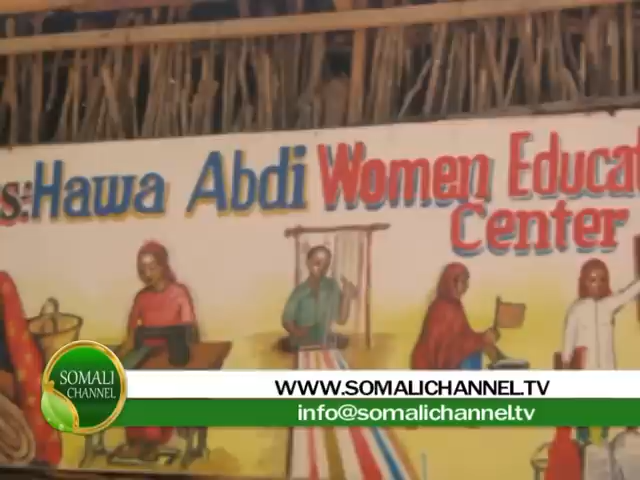 s: Hawa Abdi Women Educat
Center
SOMALI
CHANNEL
WWW.SOMALICHANNEL.TV
info@somalichannel.tv